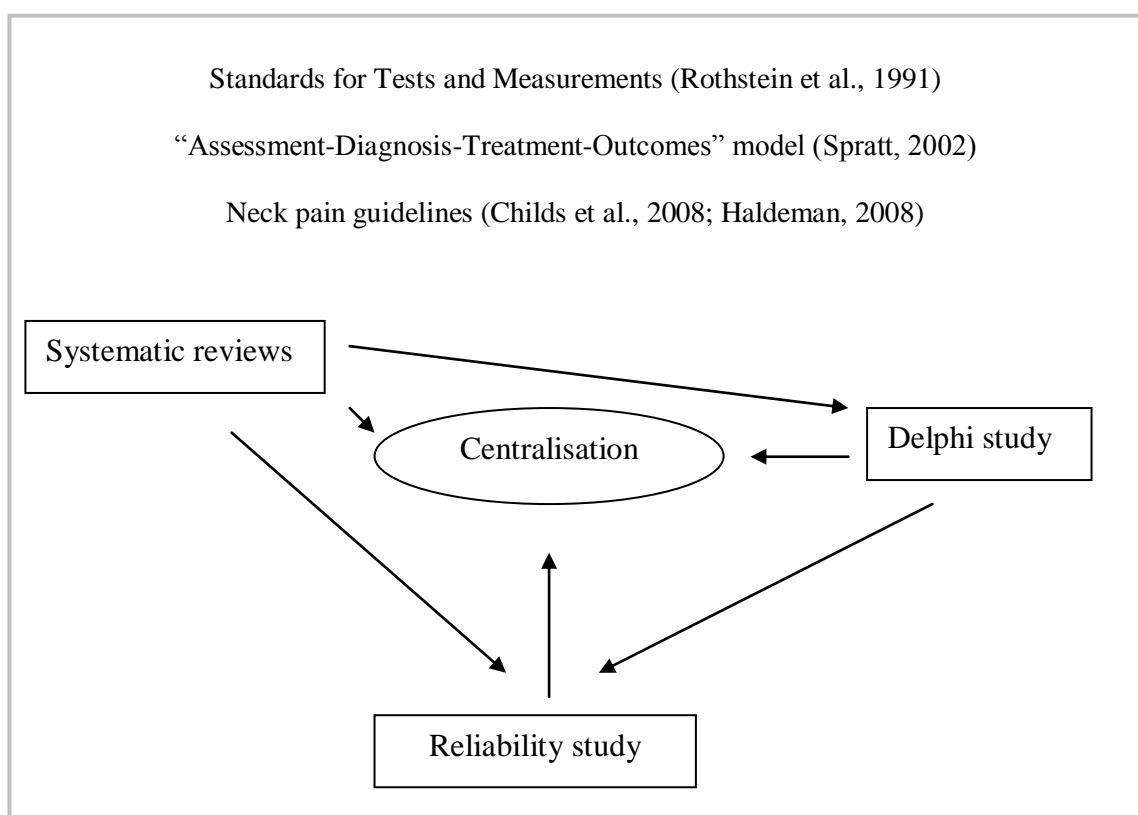 Standards for Tests and Measurements (Rothstein et al., 1991)
“Assessment-Diagnosis-Treatment-Outcomes” model (Spratt, 2002)
Neck pain guidelines (Childs et al., 2008; Haldeman, 2008)
Systematic reviews
Centralisation
Delphi study
Reliability study